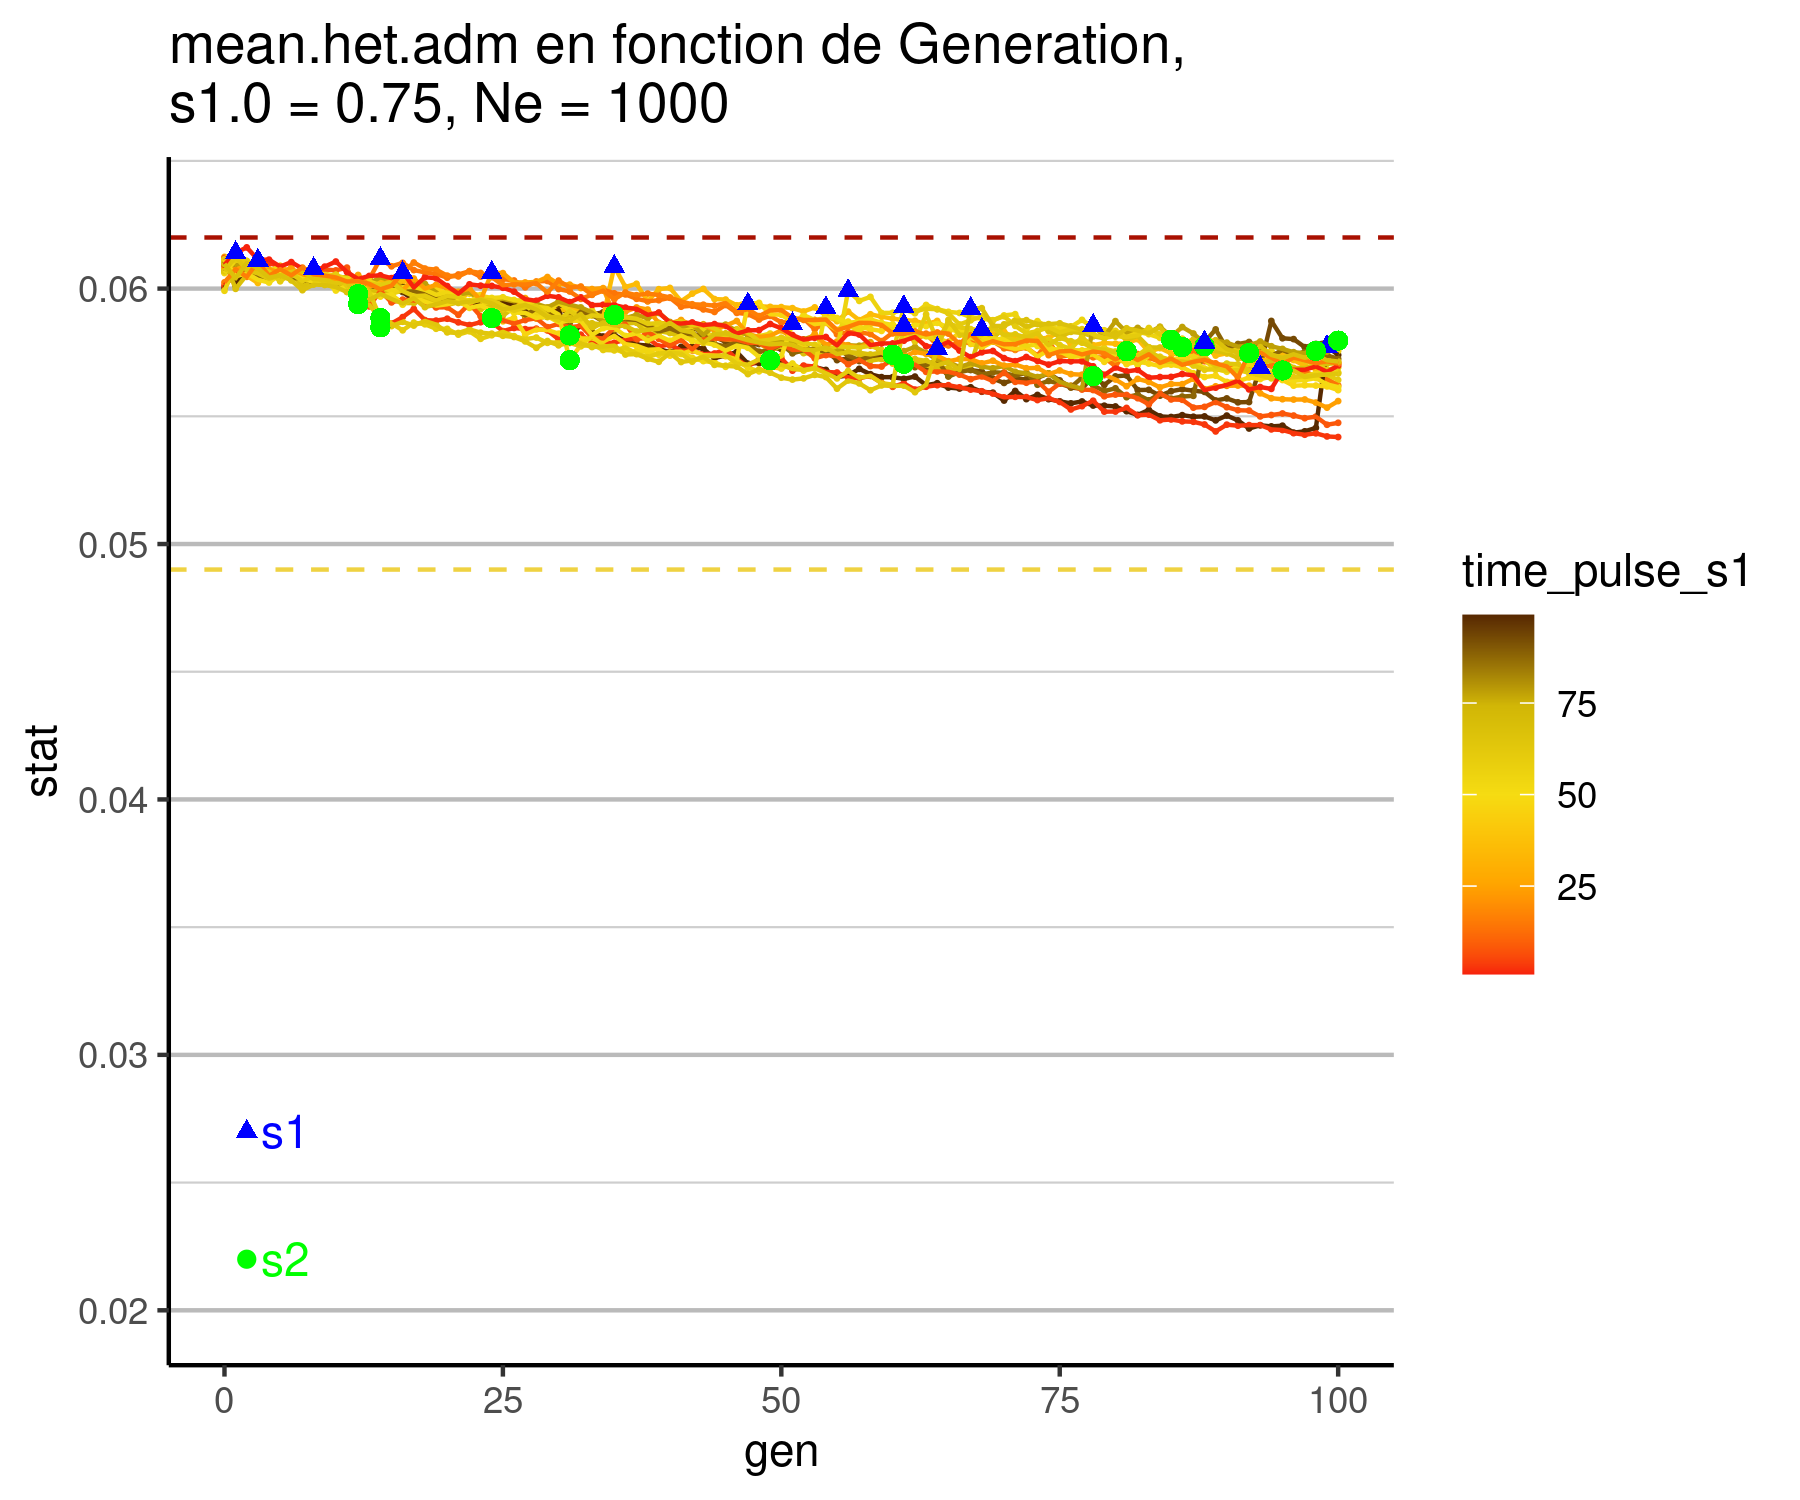 mean.het.adm en fonction de Generation,
s1.0 = 0.75, Ne = 1000
0.06
0.05
0.04
0.03
0.02
stat
s1
s2
0 25 50 75 100
gen
time_pulse_s1
75
50
25